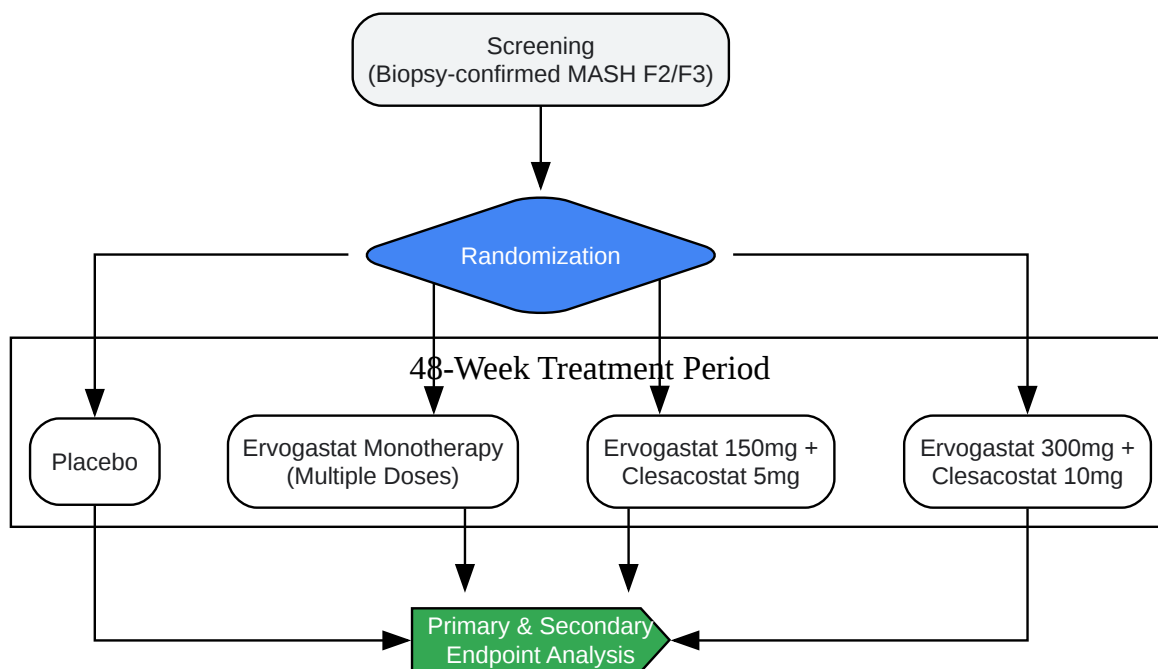 Screening
(Biopsy-confirmed MASH F2/F3)
Randomization
48-Week Treatment Period
Placebo
Ervogastat Monotherapy
(Multiple Doses)
Ervogastat 150mg +
Clesacostat 5mg
Ervogastat 300mg +
Clesacostat 10mg
Primary & Secondary
Endpoint Analysis